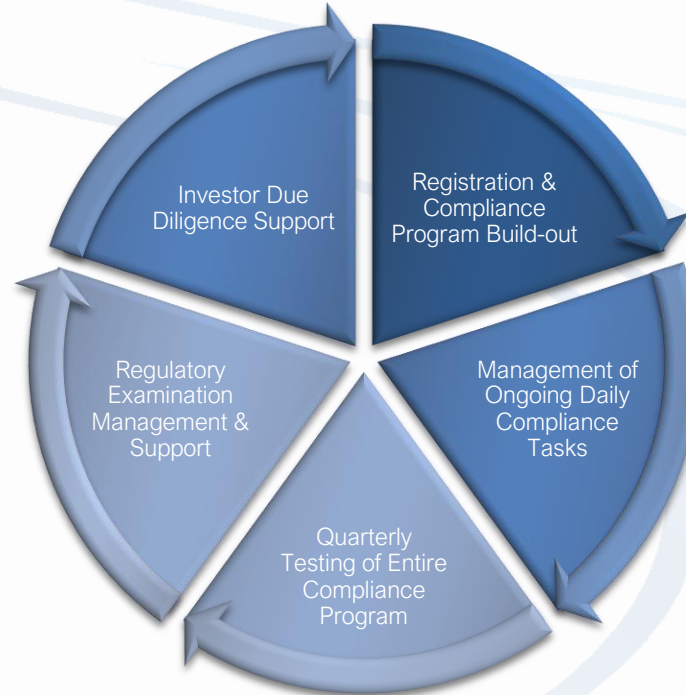 Registration &
Compliance
Program Build-out
Management of
Ongoing Daily
Compliance
Tasks
Quarterly
Testing of Entire
Compliance
Program
Regulatory
Examination
Management &
Support
Investor Due
Diligence Support